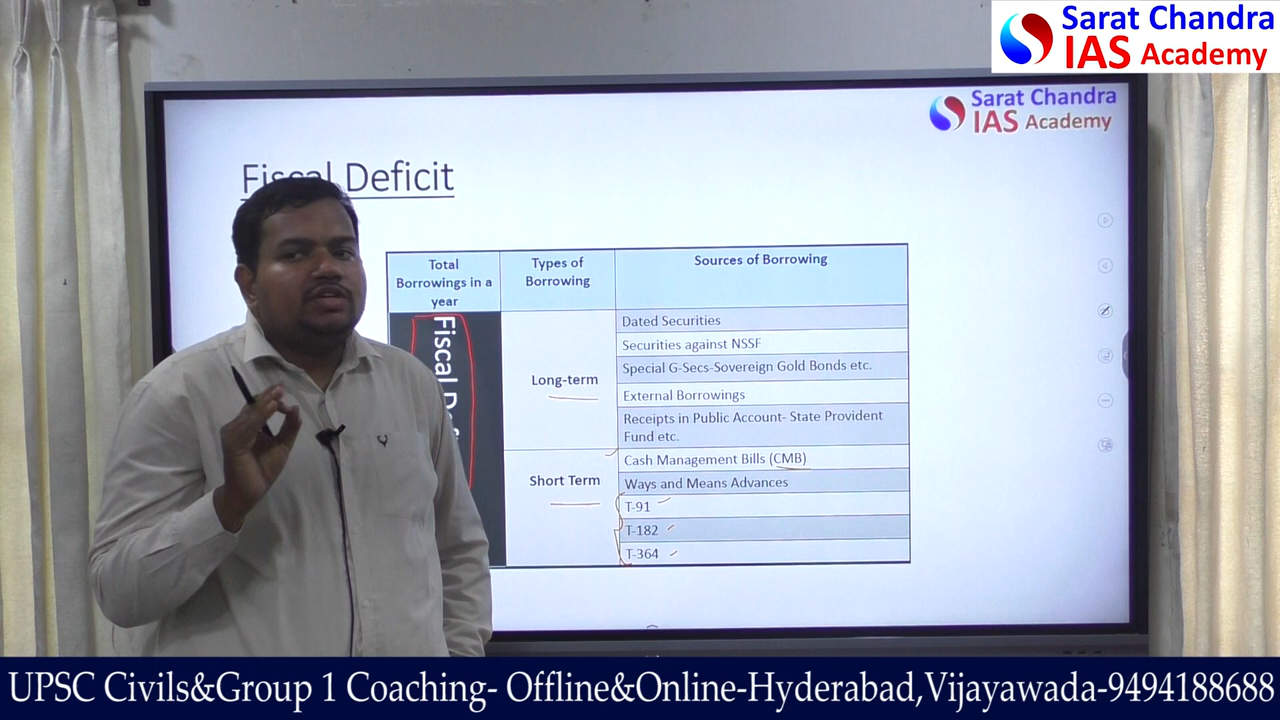 Sarat Chandra
IAS Academy
Sarat Chandra
IAS Academy
Fiscal Deficit
Total
Borrowings in a
year
Types of
Borrowing
Sources of Borrowing
Fiscal
Long-term
Dated Securities
Securities against NSSF
Special G-Secs-Sovereign Gold Bonds etc.
External Borrowings
Receipts in Public Account- State Provident
Fund etc.
Short Term
Cash Management Bills (CMB)
Ways and Means Advances
T-91
T-182
T-364
UPSC Civils&Group 1 Coaching- Offline&Online-Hyderabad,Vijayawada-9494188688